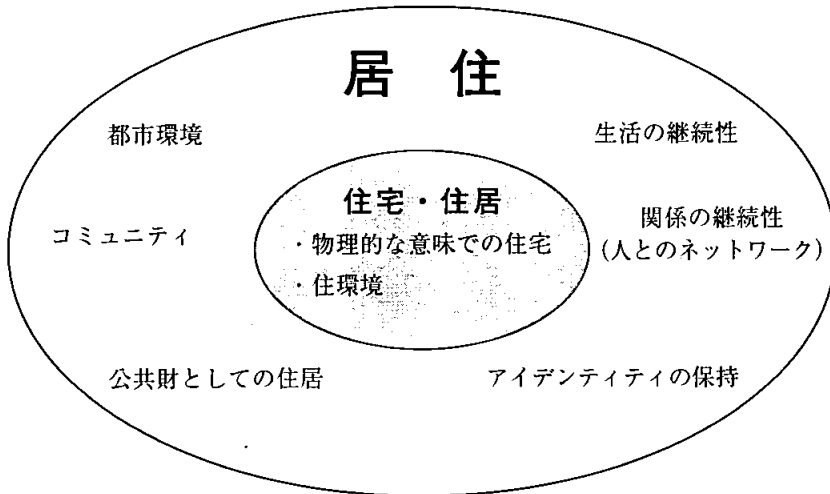 居 住
都市環境
生活の継続性
住宅・住居
・物理的な意味での住宅
・住環境
コミュニティ
関係の継続性
(人とのネットワーク)
公共財としての住居
アイデンティティの保持